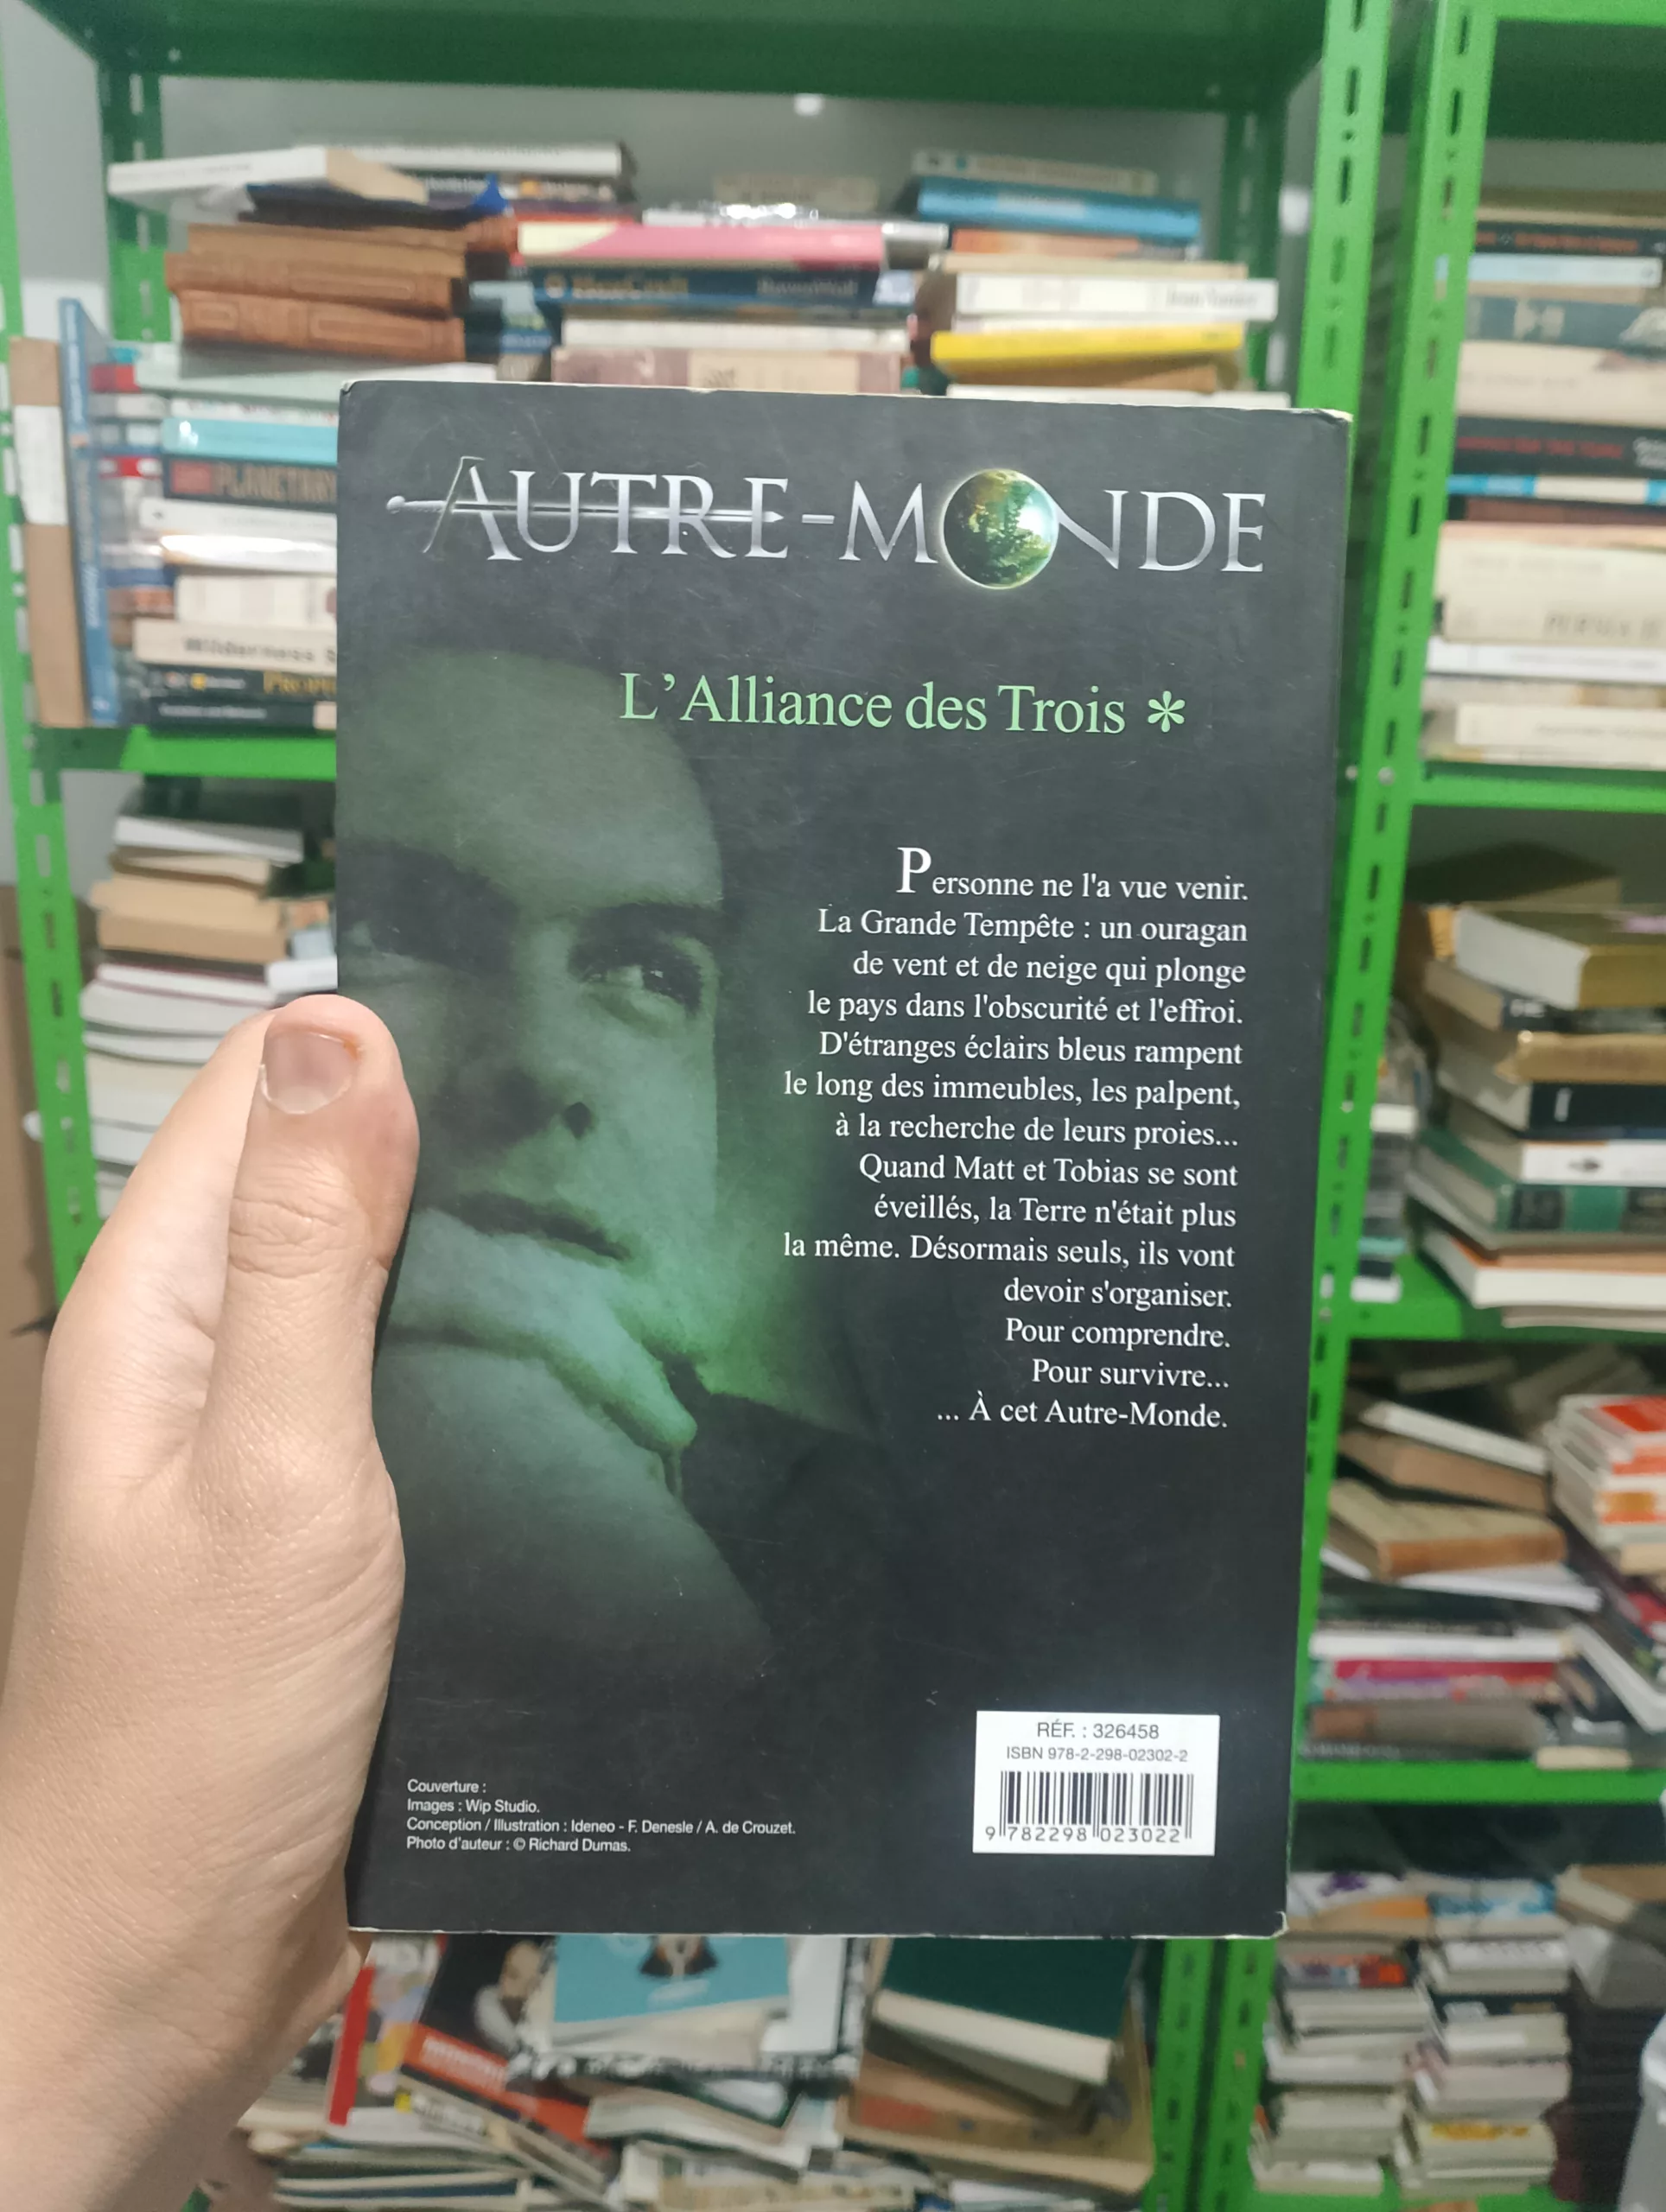 AUTRE-MONDE
L'Alliance des Trois *
Personne ne l'a vue venir.
La Grande Tempête : un ouragan
de vent et de neige qui plonge
le pays dans l'obscurité et l'effroi.
D'étranges éclairs bleus rampent
le long des immeubles, les palpent,
à la recherche de leurs proies...
Quand Matt et Tobias se sont
éveillés, la Terre n'était plus
la même. Désormais seuls, ils vont
devoir s'organiser.
Pour comprendre.
Pour survivre...
... À cet Autre-Monde.
RÉF. : 326458
ISBN 978-2-298-02302-2
9 782298 023022
Couverture :
Images : Wip Studio.
Conception / Illustration : Ideneo - F. Denesle / A. de Crouzet.
Photo d'auteur : © Richard Dumas.
PLANETARY
Wilderness